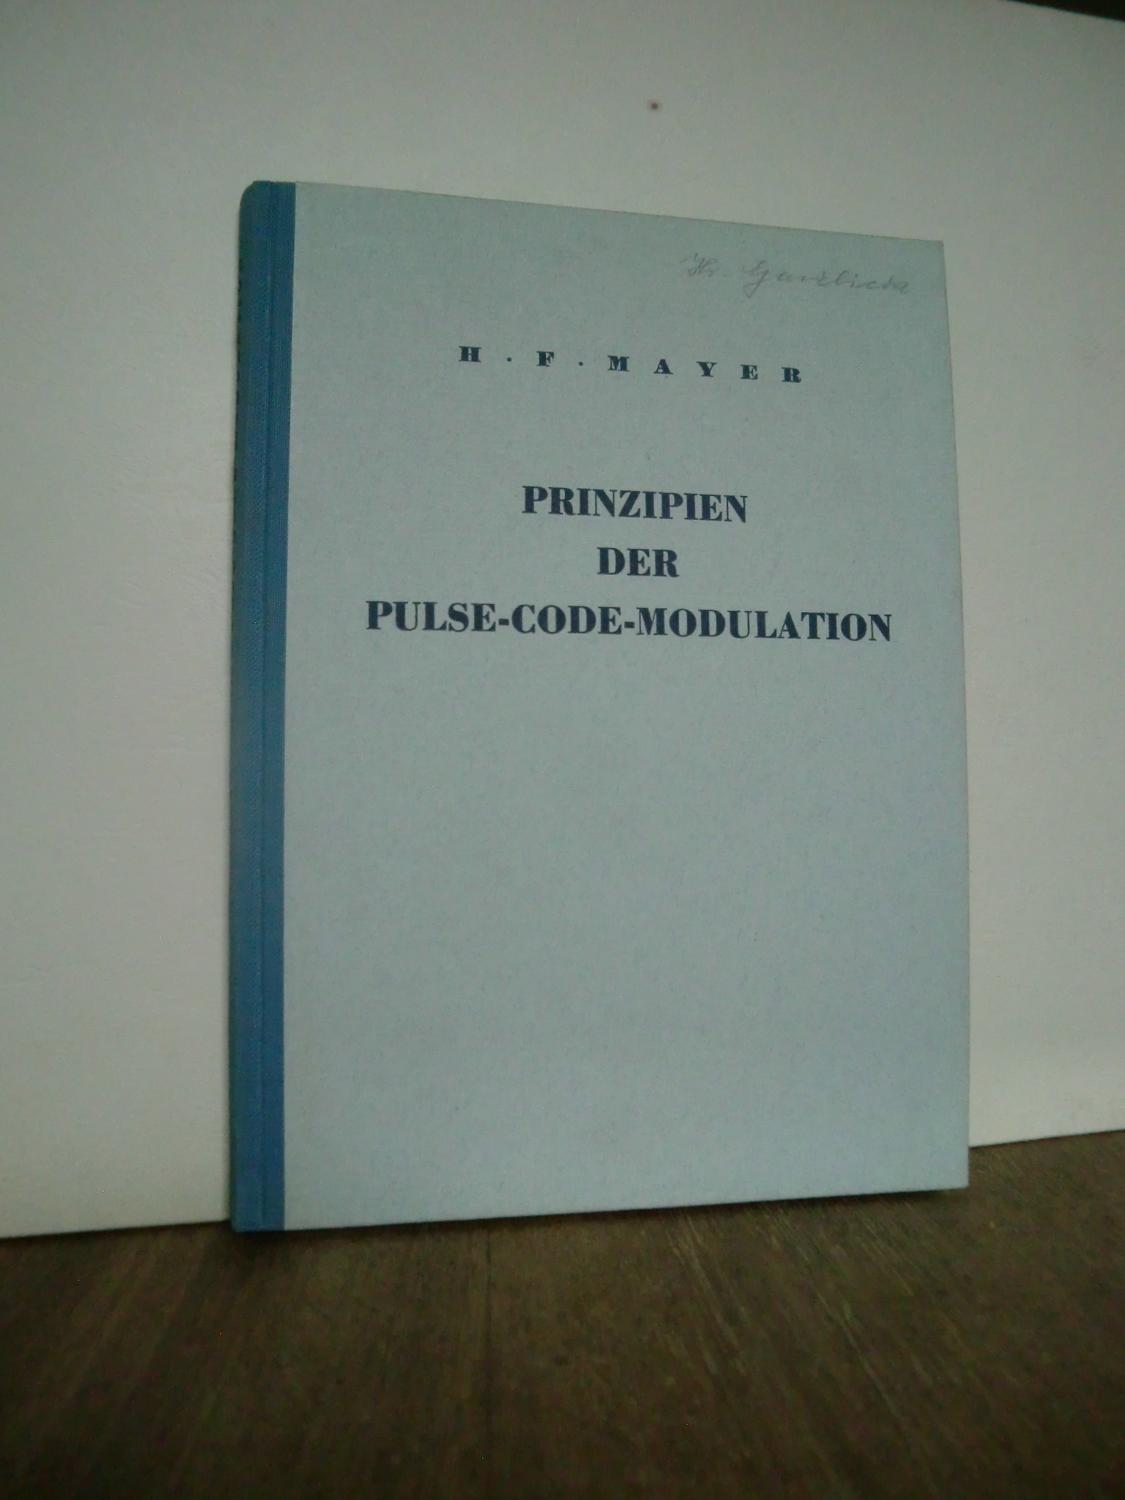 H. F. MAYER
PRINZIPIEN
DER
PULSE-CODE-MODULATION